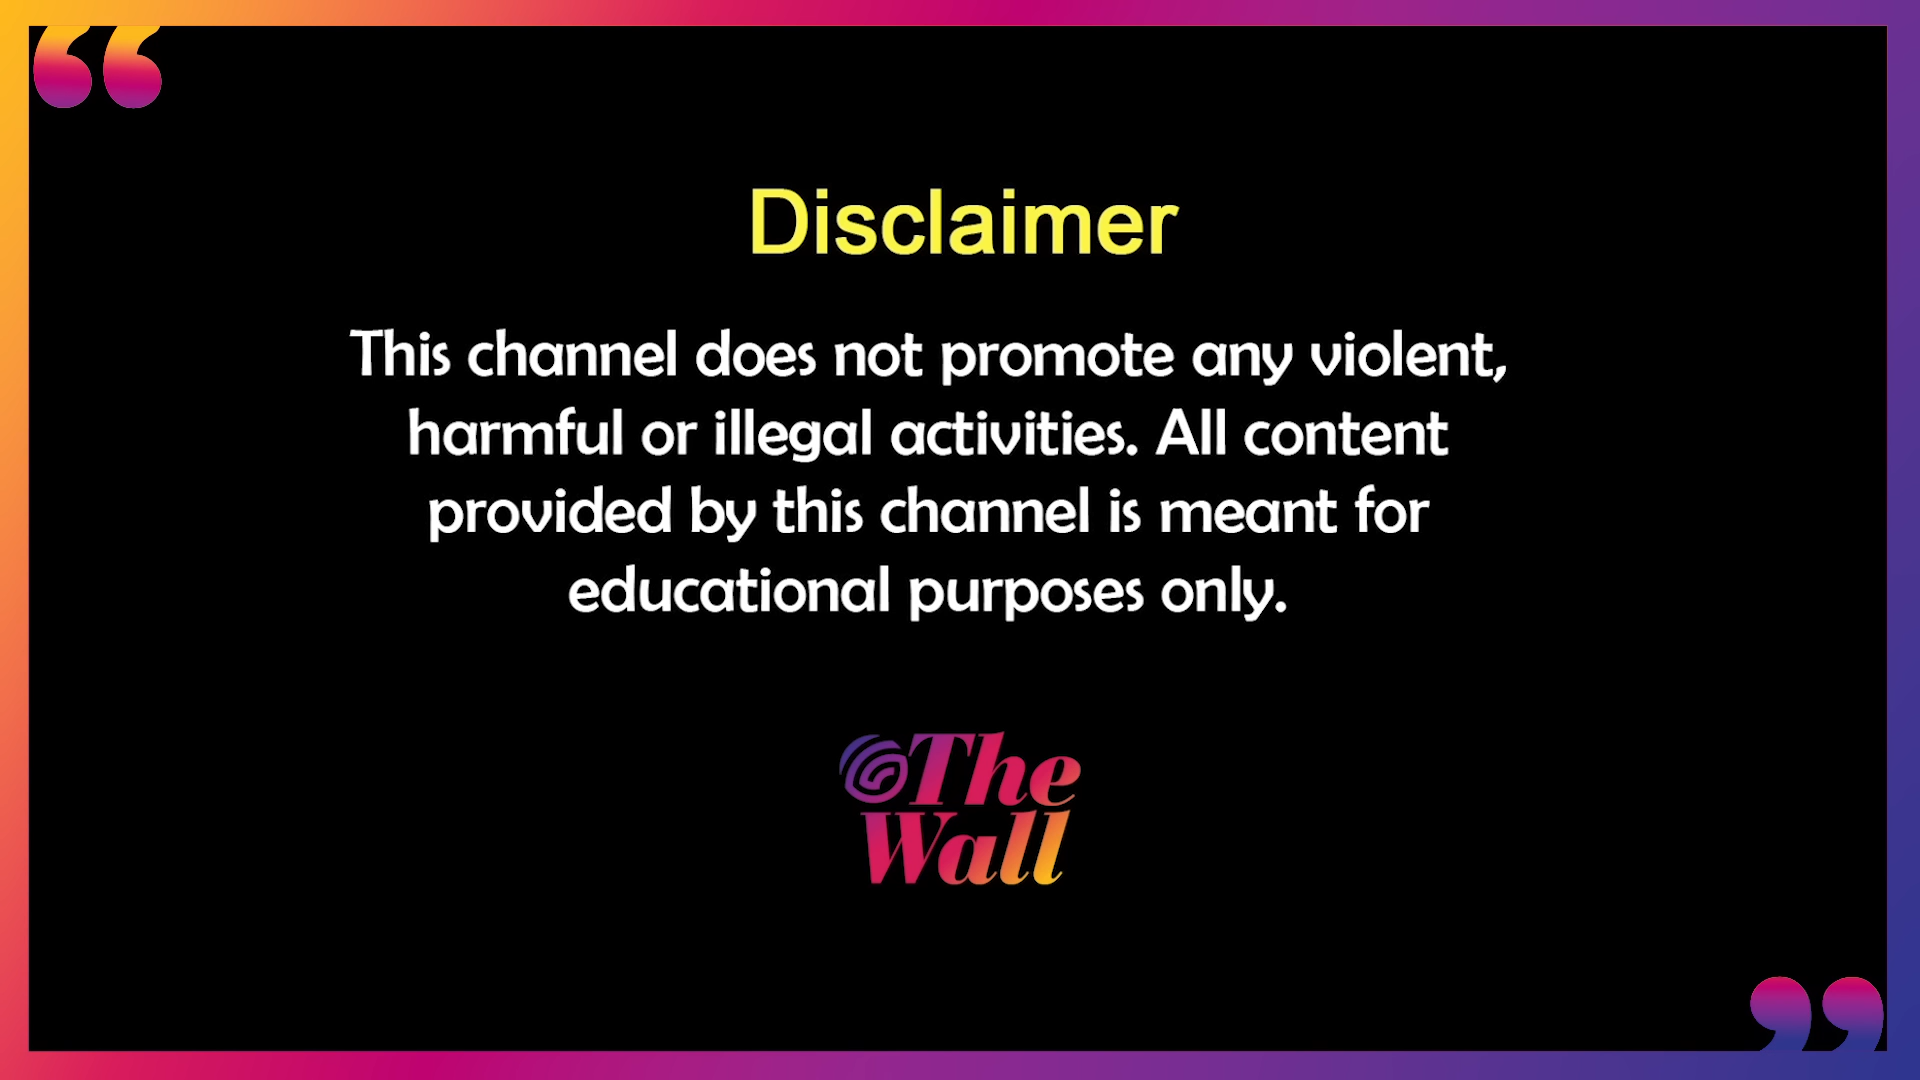 Disclaimer
This channel does not promote any violent,
harmful or illegal activities. All content
provided by this channel is meant for
educational purposes only.
The
Wall